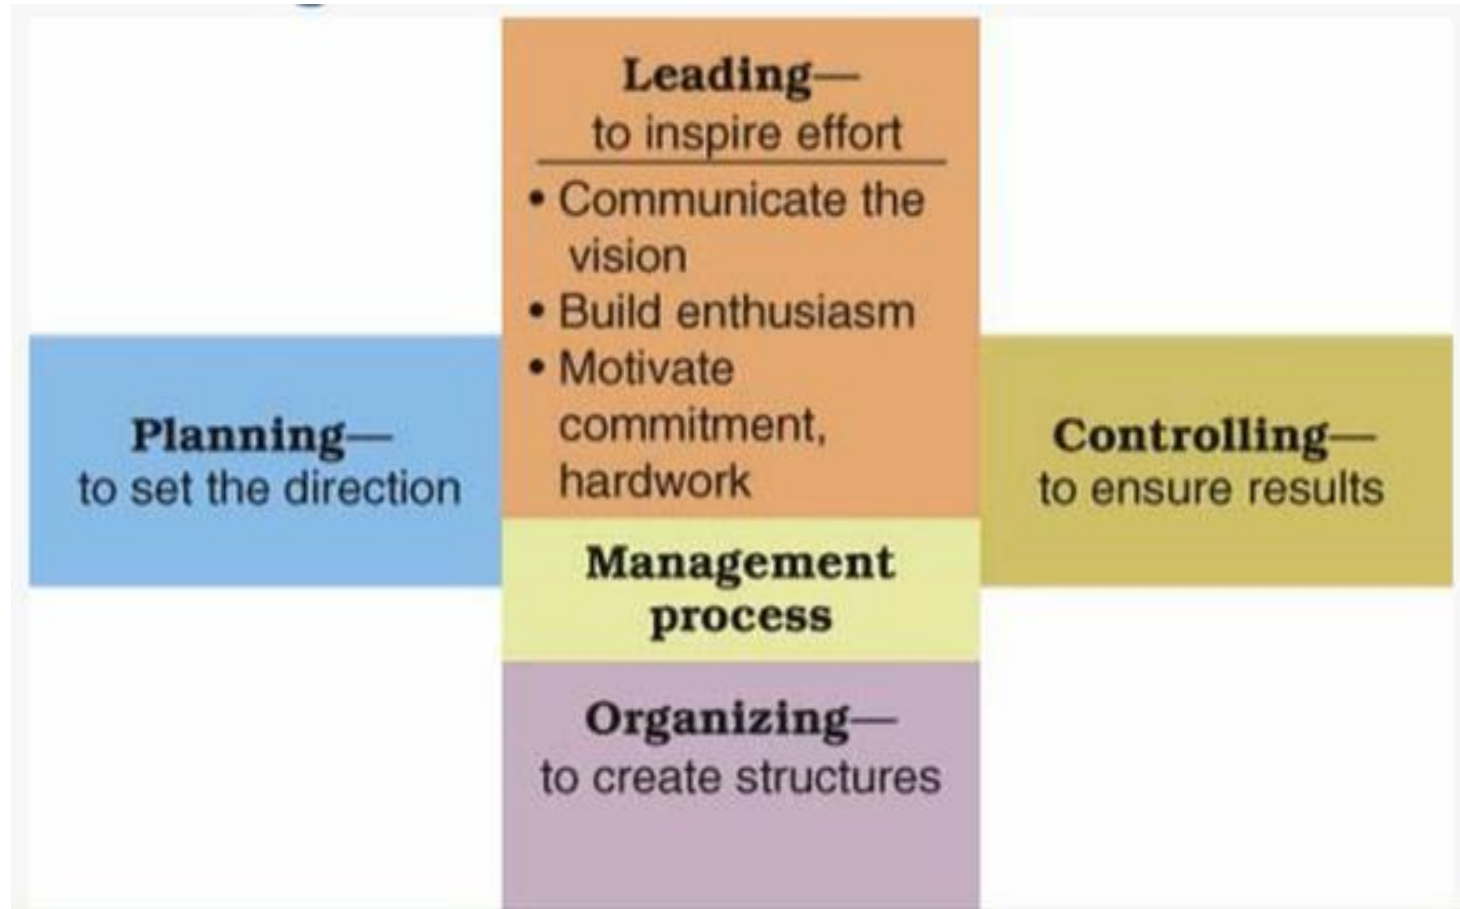 Leading—
to inspire effort
• Communicate the
vision
• Build enthusiasm
• Motivate
commitment,
hardwork
Planning—
to set the direction
Controlling—
to ensure results
Management
process
Organizing—
to create structures